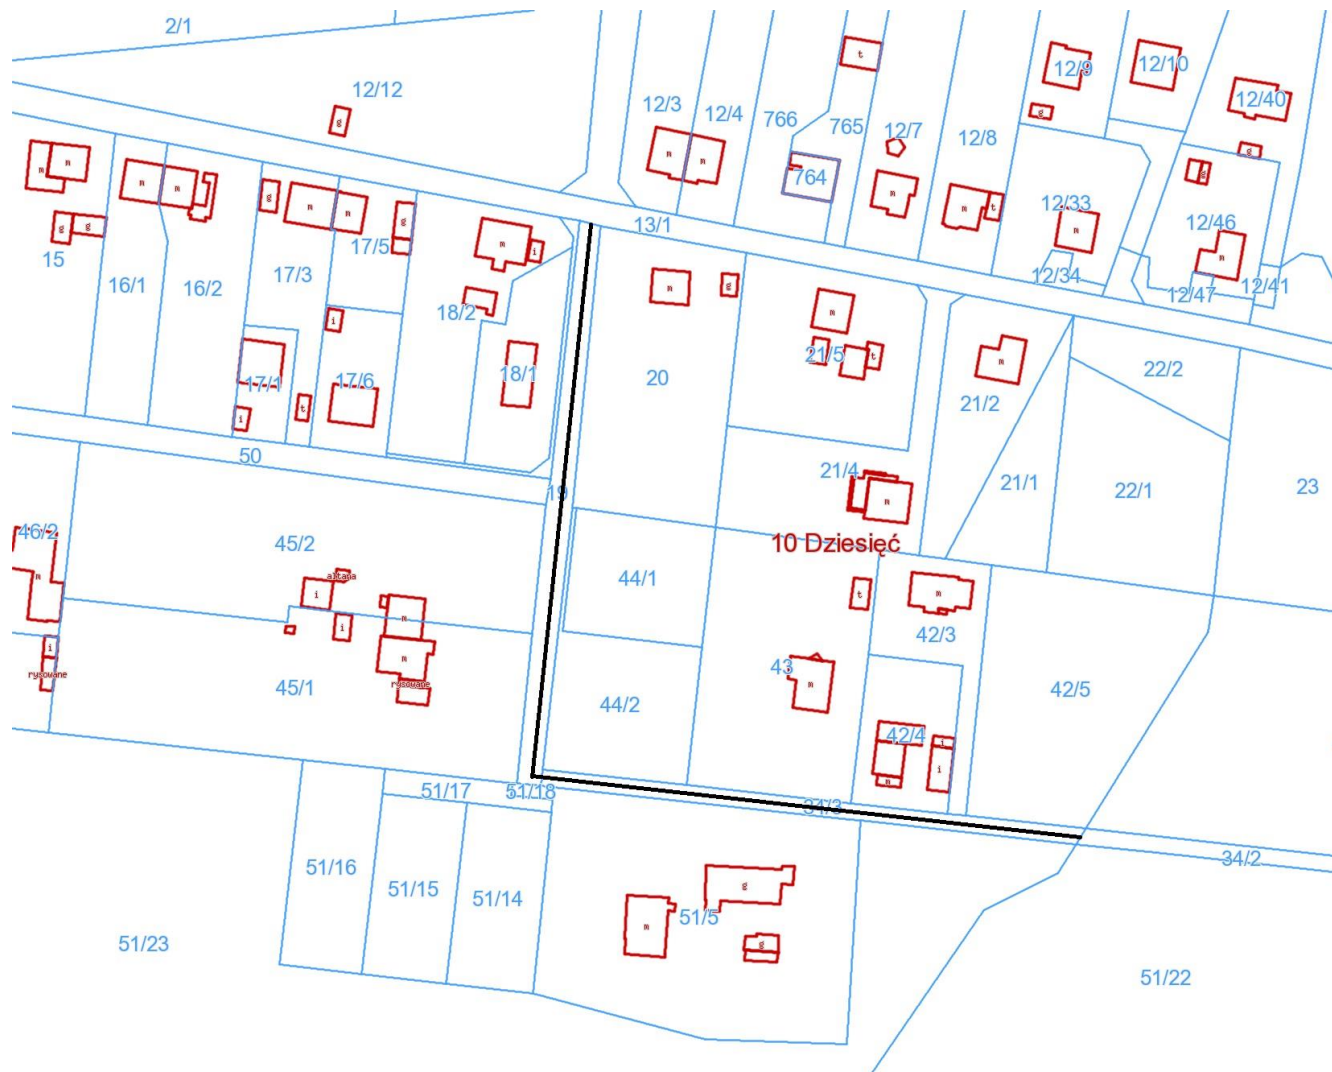 2/1
12/12
g
12/3
12/4
766
765
t
12/7
12/8
12/9
12/10
12/40
g
g
764
m
m
m
m
t
12/33
m
12/34
g
g
12/46
m
12/47
12/41
13/1
m
m
g
g
15
16/1
m
m
16/2
g
m
m
17/3
17/5
g
m
i
18/2
i
17/1
i
t
17/6
18/1
m
g
20
m
21/5
t
m
21/2
21/1
22/2
22/1
23
50
19
21/4
m
10 Dziesięć
46/2
m
45/2
altana
i
i
m
m
rysowane
45/1
i
rysowane
44/1
44/2
t
m
42/3
43
m
42/4
m
i
i
42/5
51/17
51/18
34/3
34/2
51/16
51/15
51/14
51/23
m
g
51/5
g
51/22